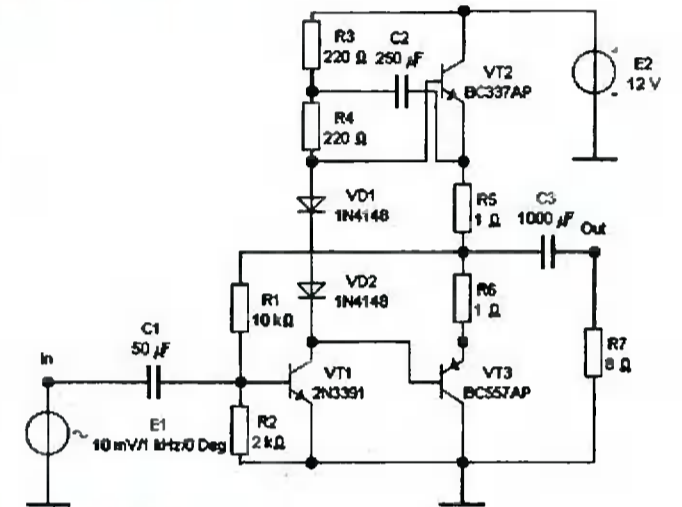 R3
220 Ω
C2
250 µF
VT2
BC337AP
E2
12 V
R4
220 Ω
VD1
1N4148
R5
1 Ω
C3
1000 µF
Out
VD2
1N4148
R6
1 Ω
R1
10 kΩ
C1
50 µF
In
VT1
2N3391
VT3
BC557AP
R7
8 Ω
E1
10 mV/1 kHz/0 Deg
R2
2 kΩ